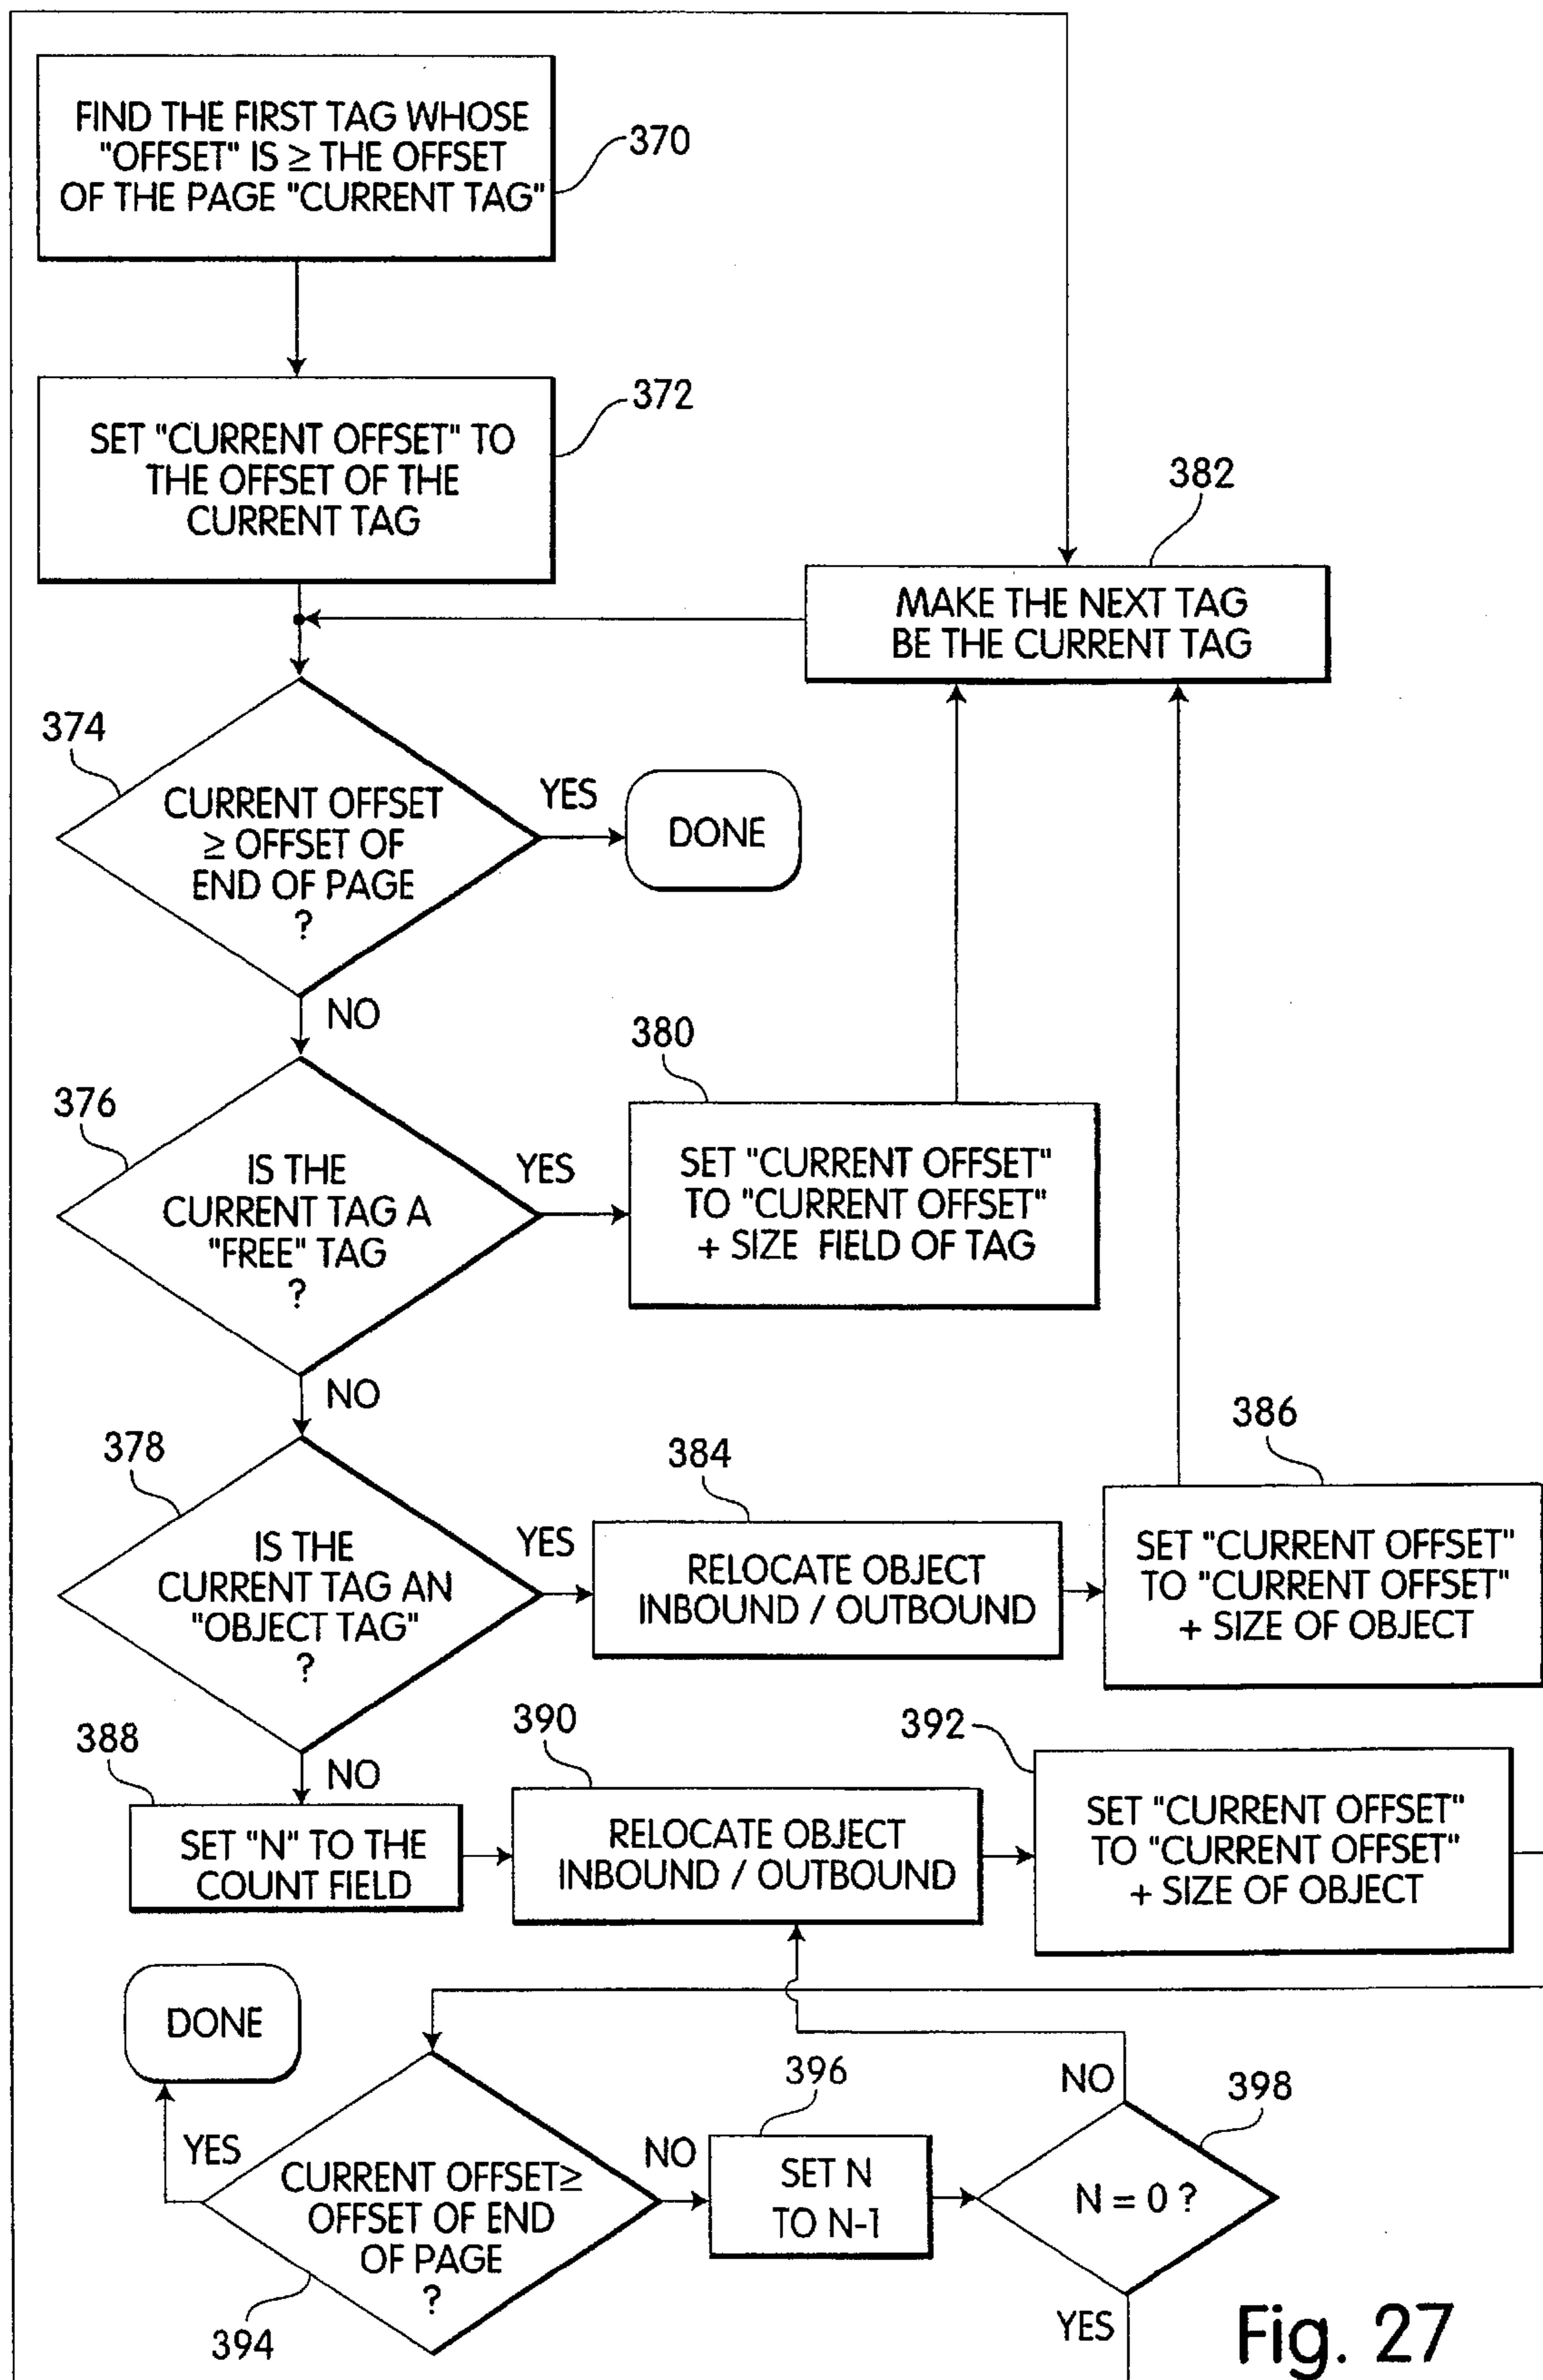 FIND THE FIRST TAG WHOSE
"OFFSET" IS ≥ THE OFFSET
OF THE PAGE "CURRENT TAG"
370
SET "CURRENT OFFSET" TO
THE OFFSET OF THE
CURRENT TAG
372
382
MAKE THE NEXT TAG
BE THE CURRENT TAG
374
CURRENT OFFSET
≥ OFFSET OF
END OF PAGE
?
YES
DONE
NO
376
IS THE
CURRENT TAG A
"FREE" TAG
?
YES
380
SET "CURRENT OFFSET"
TO "CURRENT OFFSET"
+ SIZE FIELD OF TAG
NO
378
IS THE
CURRENT TAG AN
"OBJECT TAG"
?
YES
384
RELOCATE OBJECT
INBOUND / OUTBOUND
386
SET "CURRENT OFFSET"
TO "CURRENT OFFSET"
+ SIZE OF OBJECT
NO
388
SET "N" TO THE
COUNT FIELD
390
RELOCATE OBJECT
INBOUND / OUTBOUND
392
SET "CURRENT OFFSET"
TO "CURRENT OFFSET"
+ SIZE OF OBJECT
DONE
YES
CURRENT OFFSET≥
OFFSET OF END
OF PAGE
?
394
NO
396
SET N
TO N-1
NO
398
N = 0 ?
YES
Fig. 27